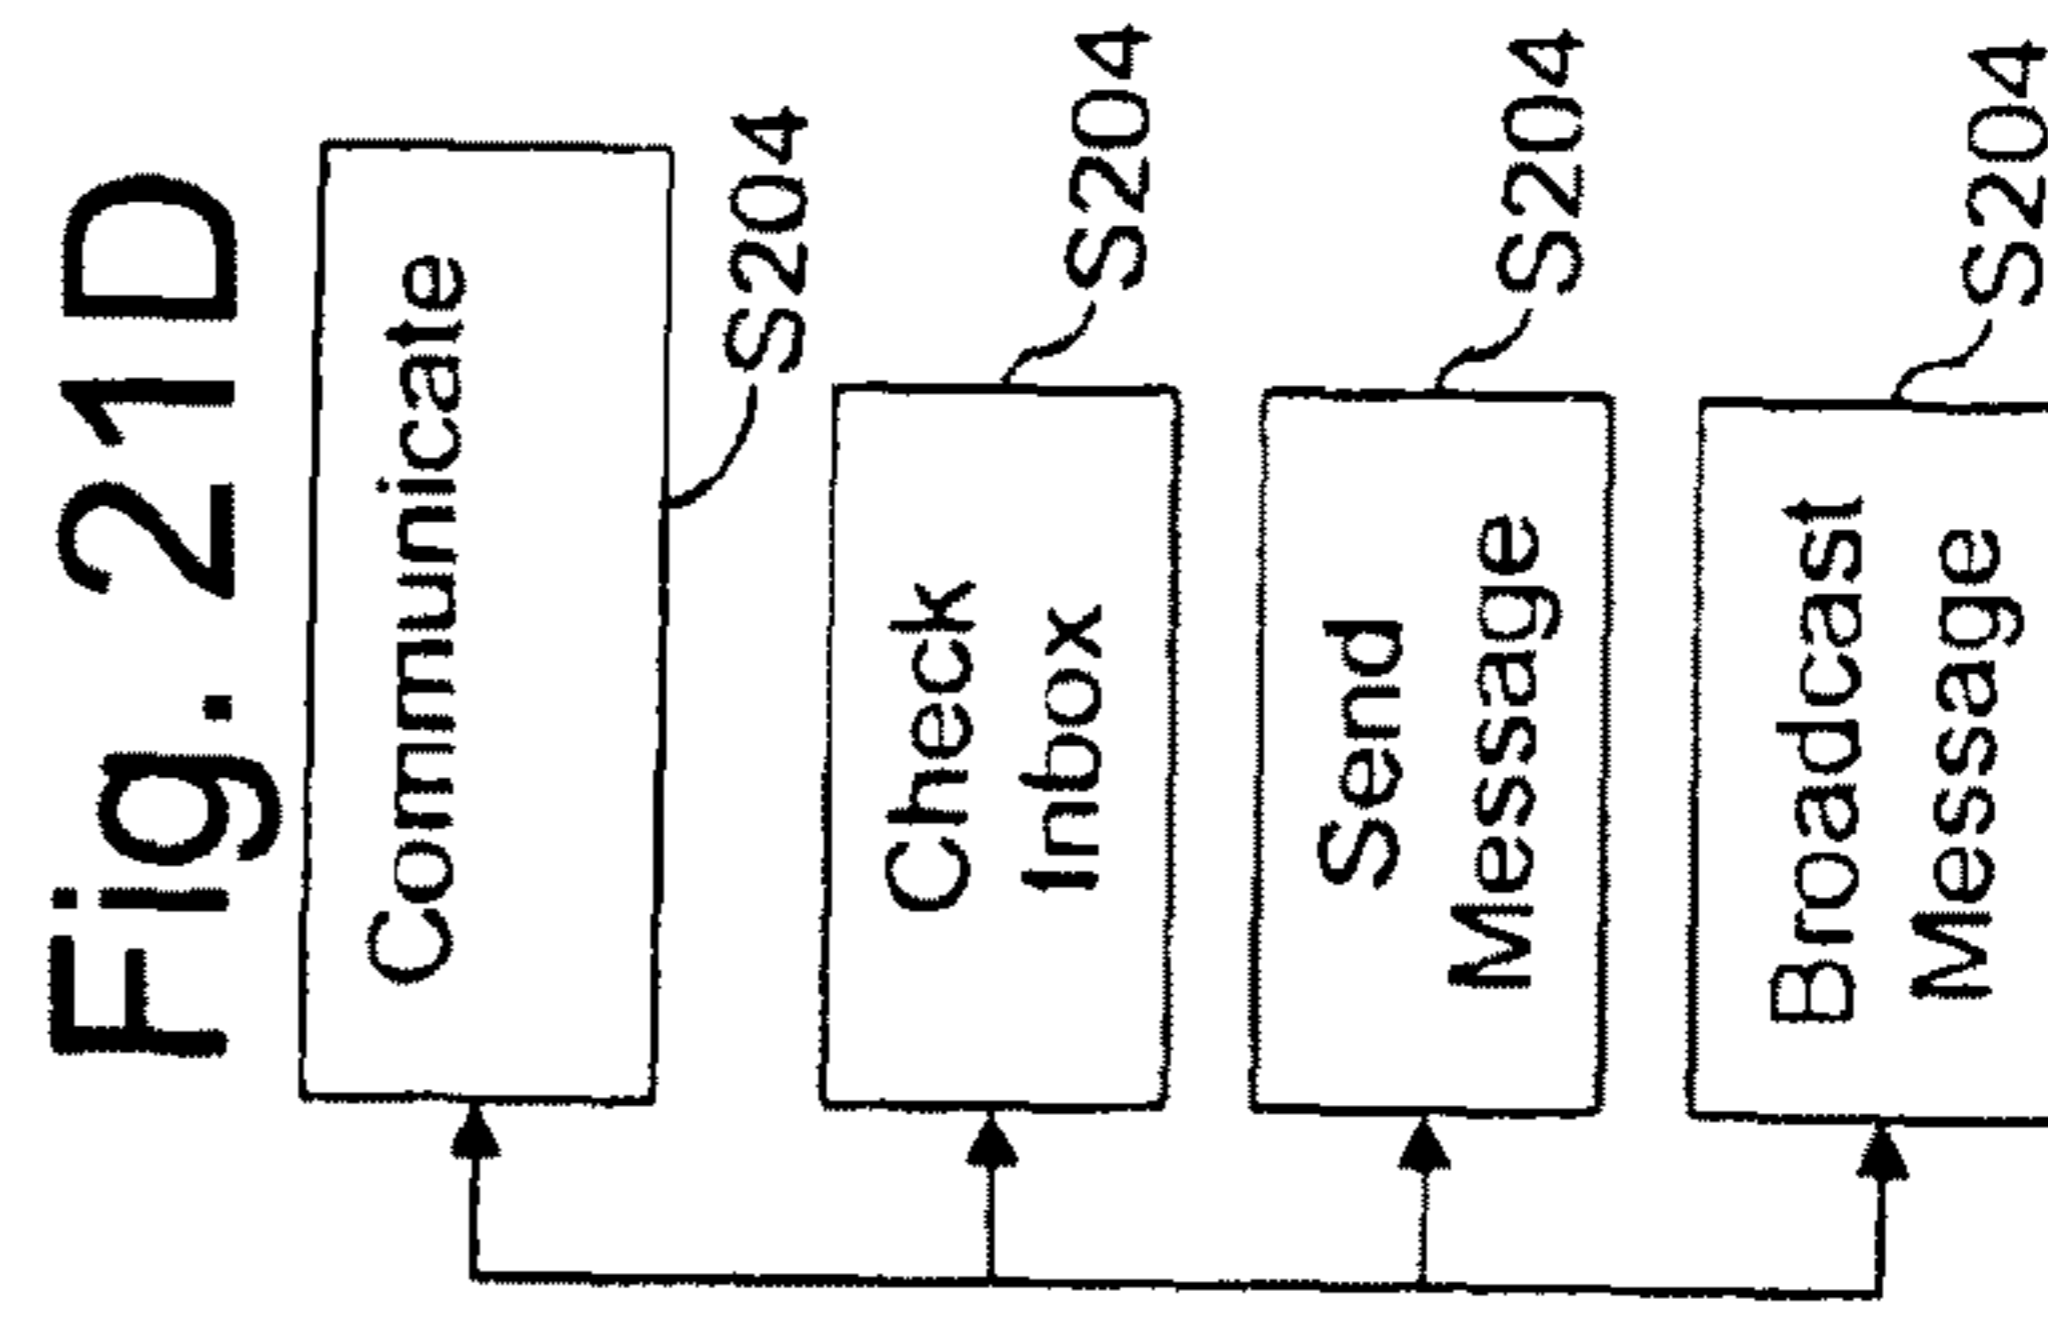 Fig. 21D
Communicate
S204
Check
Inbox
S204
Send
Message
S204
Broadcast
Message
S204